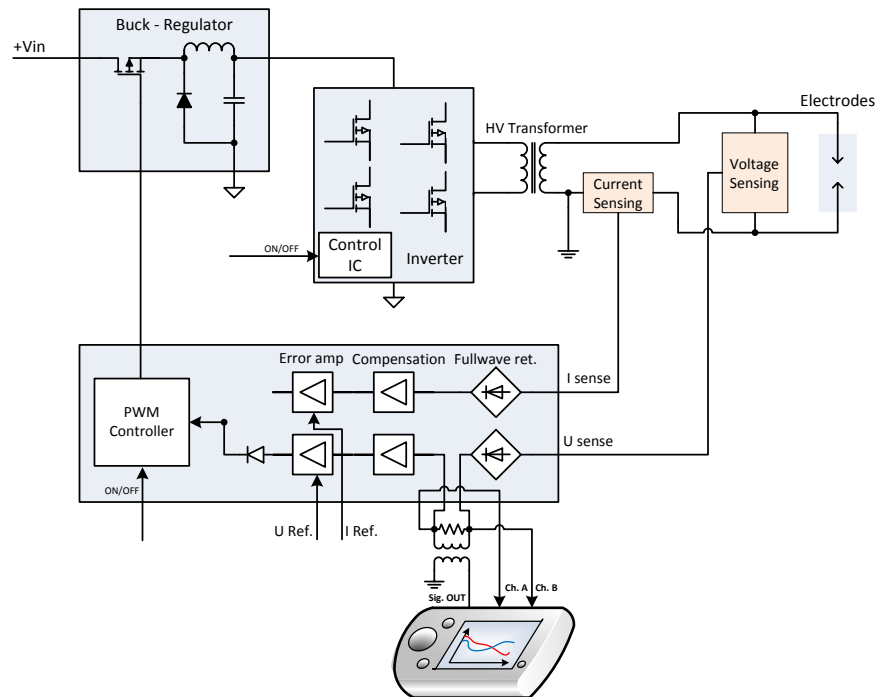 Buck - Regulator
+Vin
HV Transformer
Electrodes
Voltage
Sensing
Current
Sensing
ON/OFF
Control
IC
Inverter
Error amp
Compensation
Fullwave ret.
I sense
PWM
Controller
U sense
ON/OFF
U Ref.
I Ref.
Sig. OUT
Ch. A
Ch. B